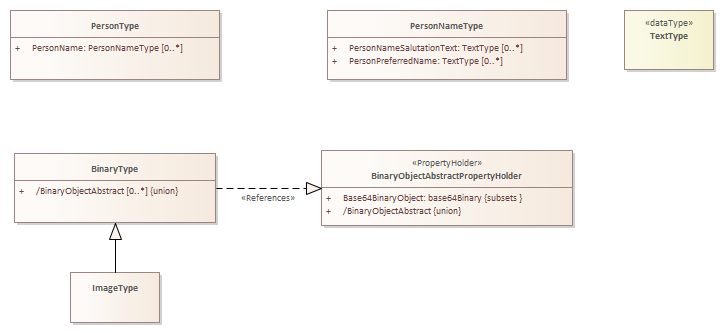 PersonType
+ PersonName: PersonNameType [0..*]
PersonNameType
+ PersonNameSalutationText: TextType [0..*]
+ PersonPreferredName: TextType [0..*]
«dataType»
TextType
BinaryType
+ /BinaryObjectAbstract [0..*] {union}
«References»
«PropertyHolder»
BinaryObjectAbstractPropertyHolder
+ Base64BinaryObject: base64Binary {subsets }
+ /BinaryObjectAbstract {union}
ImageType